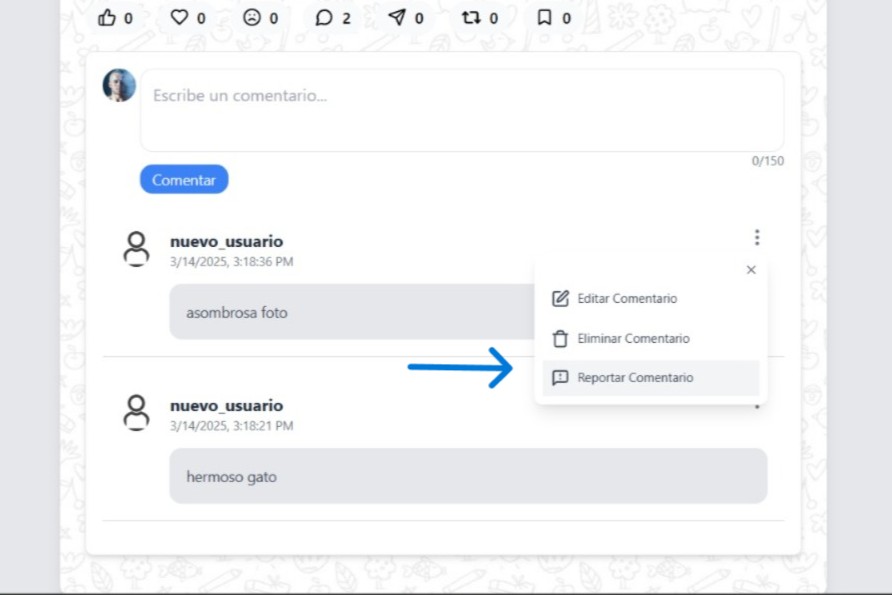 0 0 0 2 0 0 0
Escribe un comentario...
0/150
Comentar
nuevo_usuario
3/14/2025, 3:18:36 PM
asombrosa foto
Editar Comentario
Eliminar Comentario
Reportar Comentario
nuevo_usuario
3/14/2025, 3:18:21 PM
hermoso gato